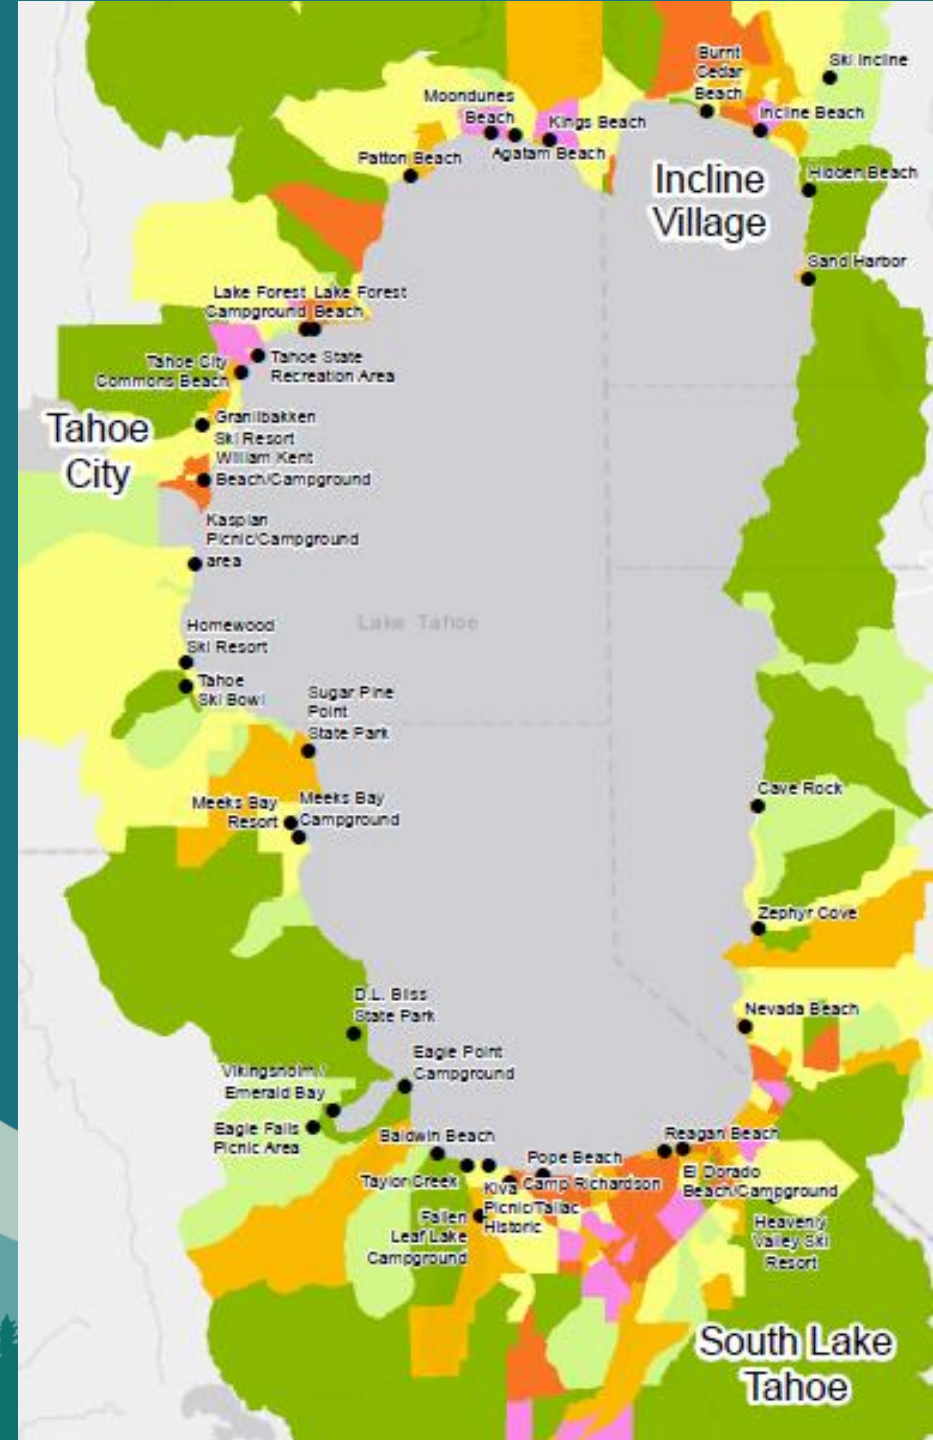 Burnt
Cedar
Beach
Ski Incline
Moondunes
Beach
Kings Beach
Incline Beach
Patton Beach
Agatam Beach
Incline
Village
Hidden Beach
Sand Harbor
Lake Forest
Campground
Lake Forest
Beach
Tahoe City
Commons Beach
Tahoe State
Recreation Area
Tahoe
City
Granlibakken
Ski Resort
William Kent
Beach/Campground
Kaspian
Picnic/Campground
area
Lake Tahoe
Homewood
Ski Resort
Tahoe
Ski Bowl
Sugar Pine
Point
State Park
Meeks Bay
Resort
Meeks Bay
Campground
Cave Rock
Zephyr Cove
D.L. Bliss
State Park
Nevada Beach
Eagle Point
Campground
Vikingsholm /
Emerald Bay
Eagle Falls
Picnic Area
Baldwin Beach
Reagan Beach
Pope Beach
Taylor Creek
Kiva
Picnic/Tallac
Historic
Camp Richardson
El Dorado
Beach/Campground
Fallen
Leaf Lake
Campground
Heavenly
Valley Ski
Resort
South Lake
Tahoe